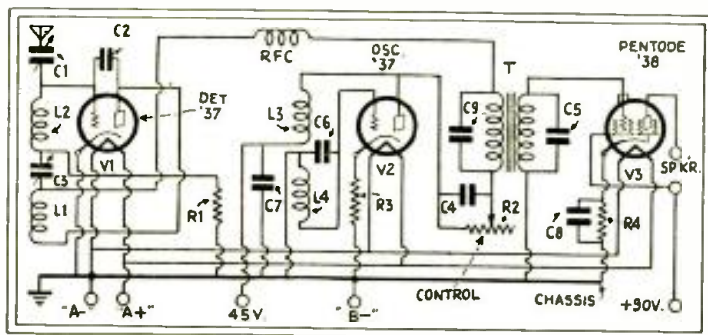 C1
C2
RFC
OSC
'37
T
PENDODE
'38
L2
DET
'37
L3
C6
C9
C5
V1
V2
V3
SPKR.
C3
L1
R1
C7
L4
R3
C4
R2
C8
R4
"A-"
A+"
45V.
"B-"
CONTROL
CHASSIS
+90V.